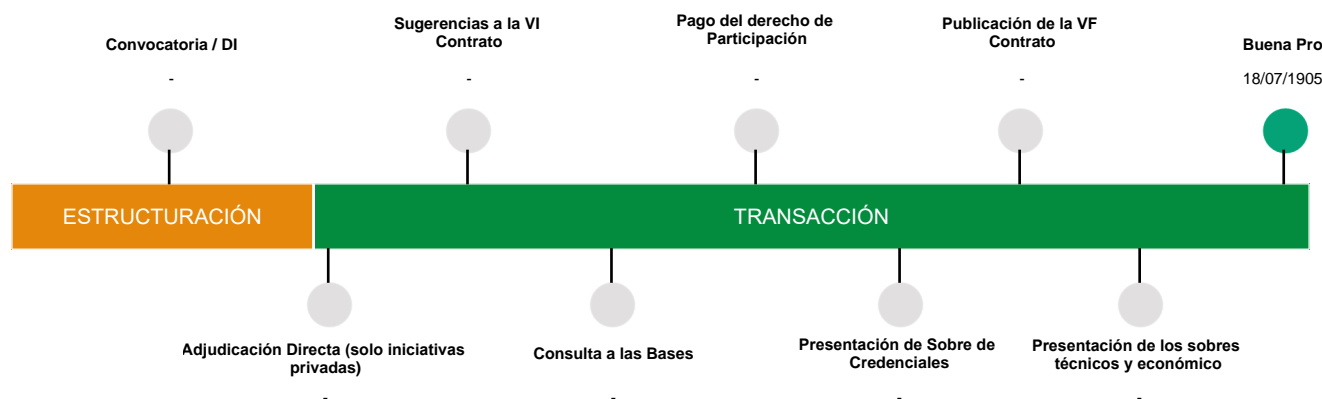 Convocatoria / DI
-
Sugerencias a la VI
Contrato
-
Pago del derecho de
Participación
-
Publicación de la VF
Contrato
-
Buena Pro
18/07/1905
ESTRUCTURACIÓN
TRANSACCIÓN
Adjudicación Directa (solo iniciativas
privadas)
-
Consulta a las Bases
-
Presentación de Sobre de
Credenciales
-
Presentación de los sobres
técnicos y económico
-